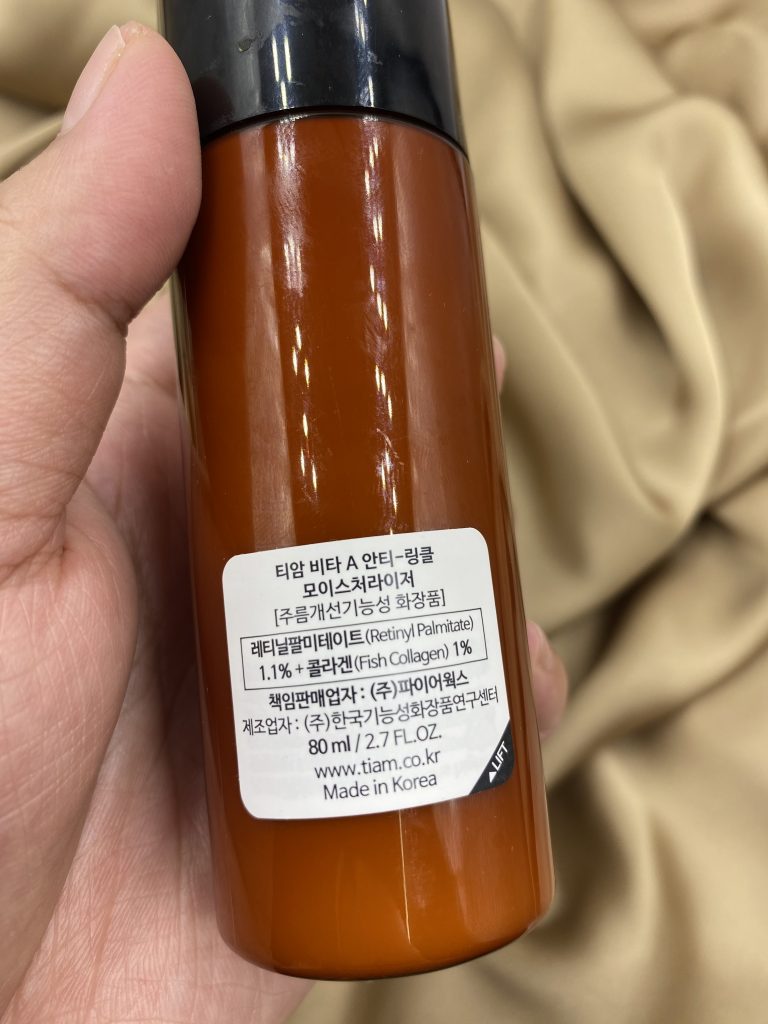 티암 비타 A 안티-링클
모이스처라이저
[주름개선기능성 화장품]
레티닐팔미테이트 (Retinyl Palmitate)
1.1% + 콜라겐 (Fish Collagen) 1%
책임판매업자 : (주)파이어웍스
제조업자 : (주)한국기능성화장품연구센터
80 ml / 2.7 FL.OZ.
www.tiam.co.kr
Made in Korea
▲LIFT